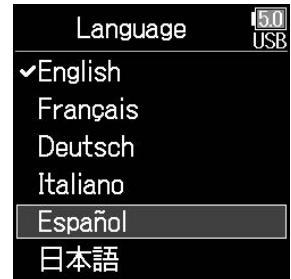 Language
5.0
USB
✔English
Français
Deutsch
Italiano
Español
日本語